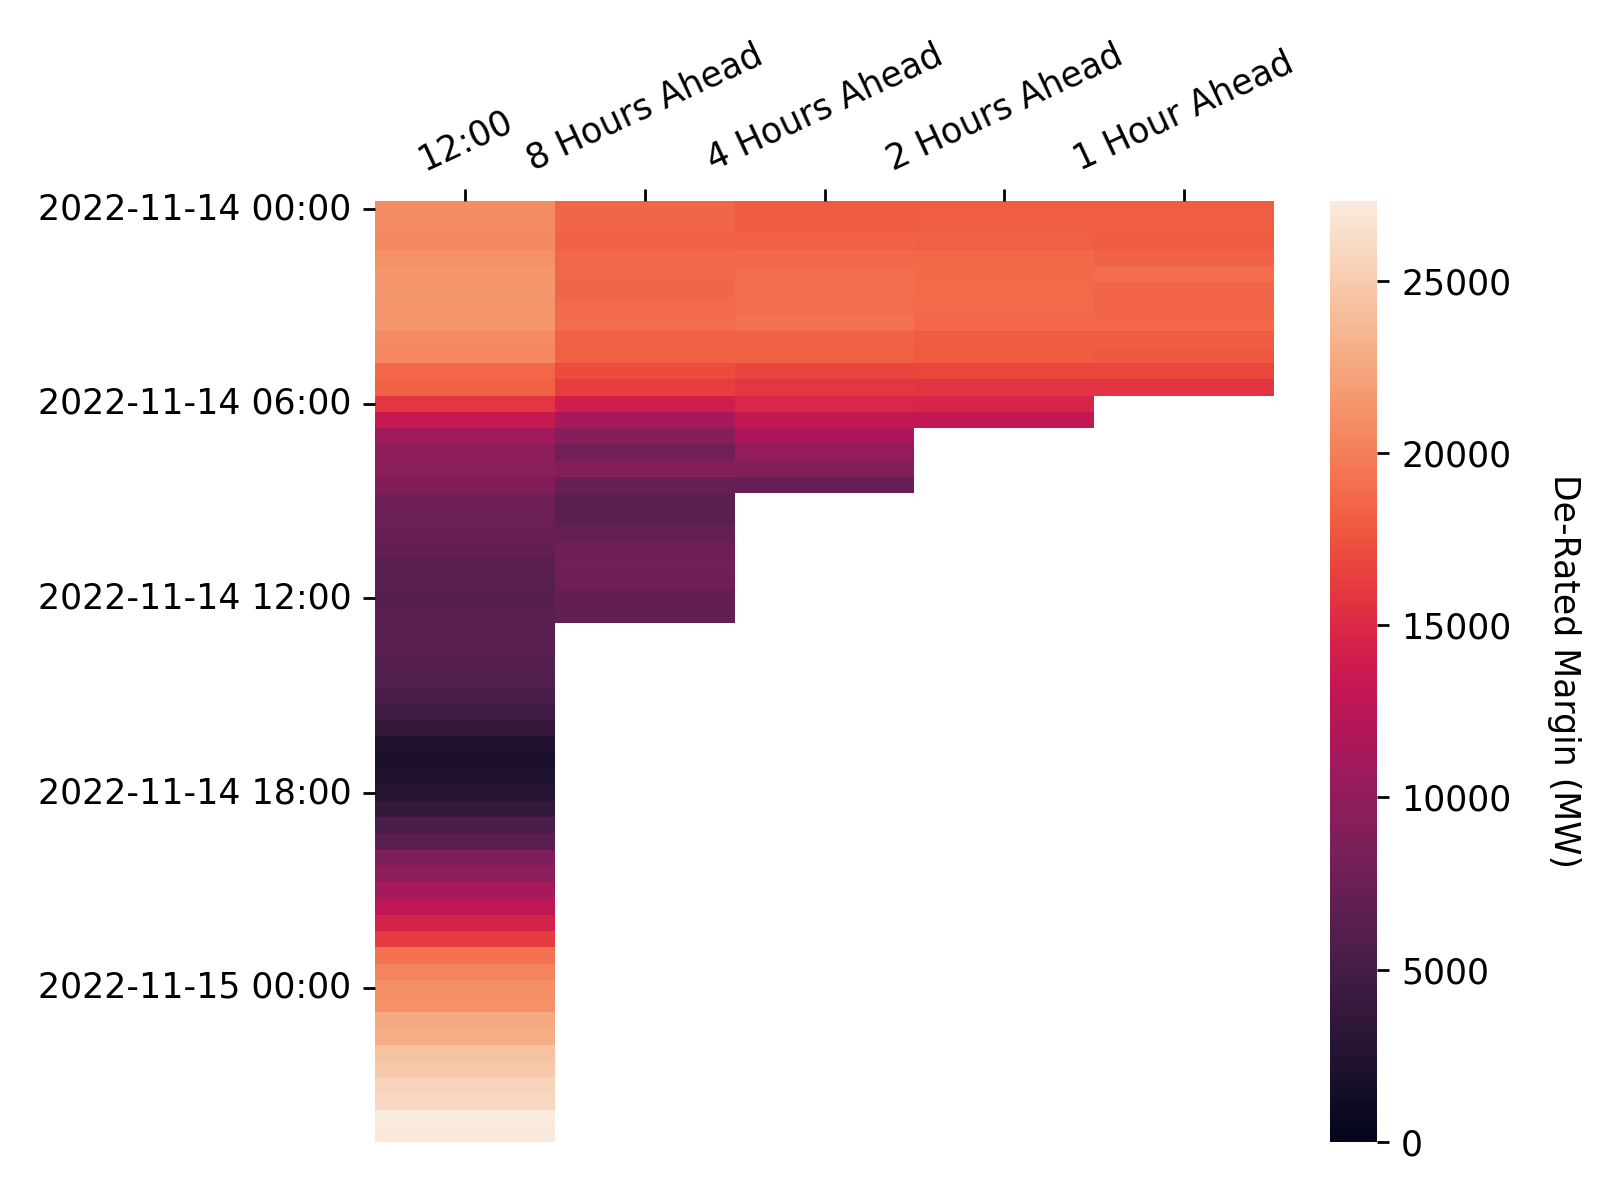 12:00
8 Hours Ahead
4 Hours Ahead
2 Hours Ahead
1 Hour Ahead
2022-11-14 00:00
2022-11-14 06:00
2022-11-14 12:00
2022-11-14 18:00
2022-11-15 00:00
25000
20000
15000
10000
5000
0
De-Rated Margin (MW)